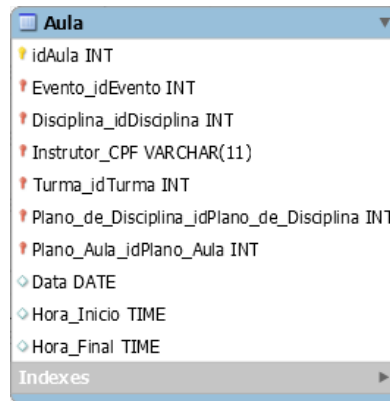 Aula
idAula INT
Evento_idEvento INT
Disciplina_idDisciplina INT
Instrutor_CPF VARCHAR(11)
Turma_idTurma INT
Plano_de_Disciplina_idPlano_de_Disciplina INT
Plano_Aula_idPlano_Aula INT
Data DATE
Hora_Inicio TIME
Hora_Final TIME
Indexes